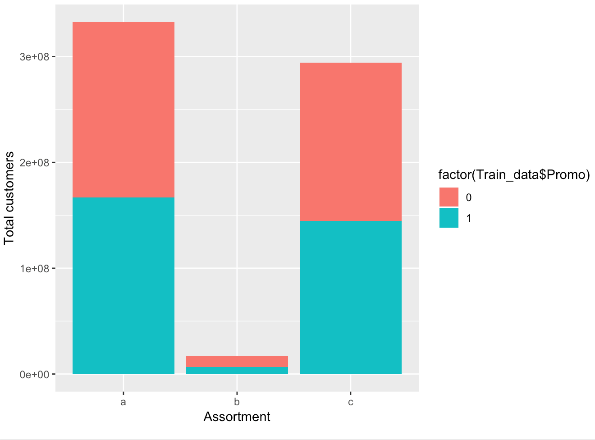 3e+08
2e+08
1e+08
0e+00
Total customers
a b c
Assortment
factor(Train_data$Promo)
0
1